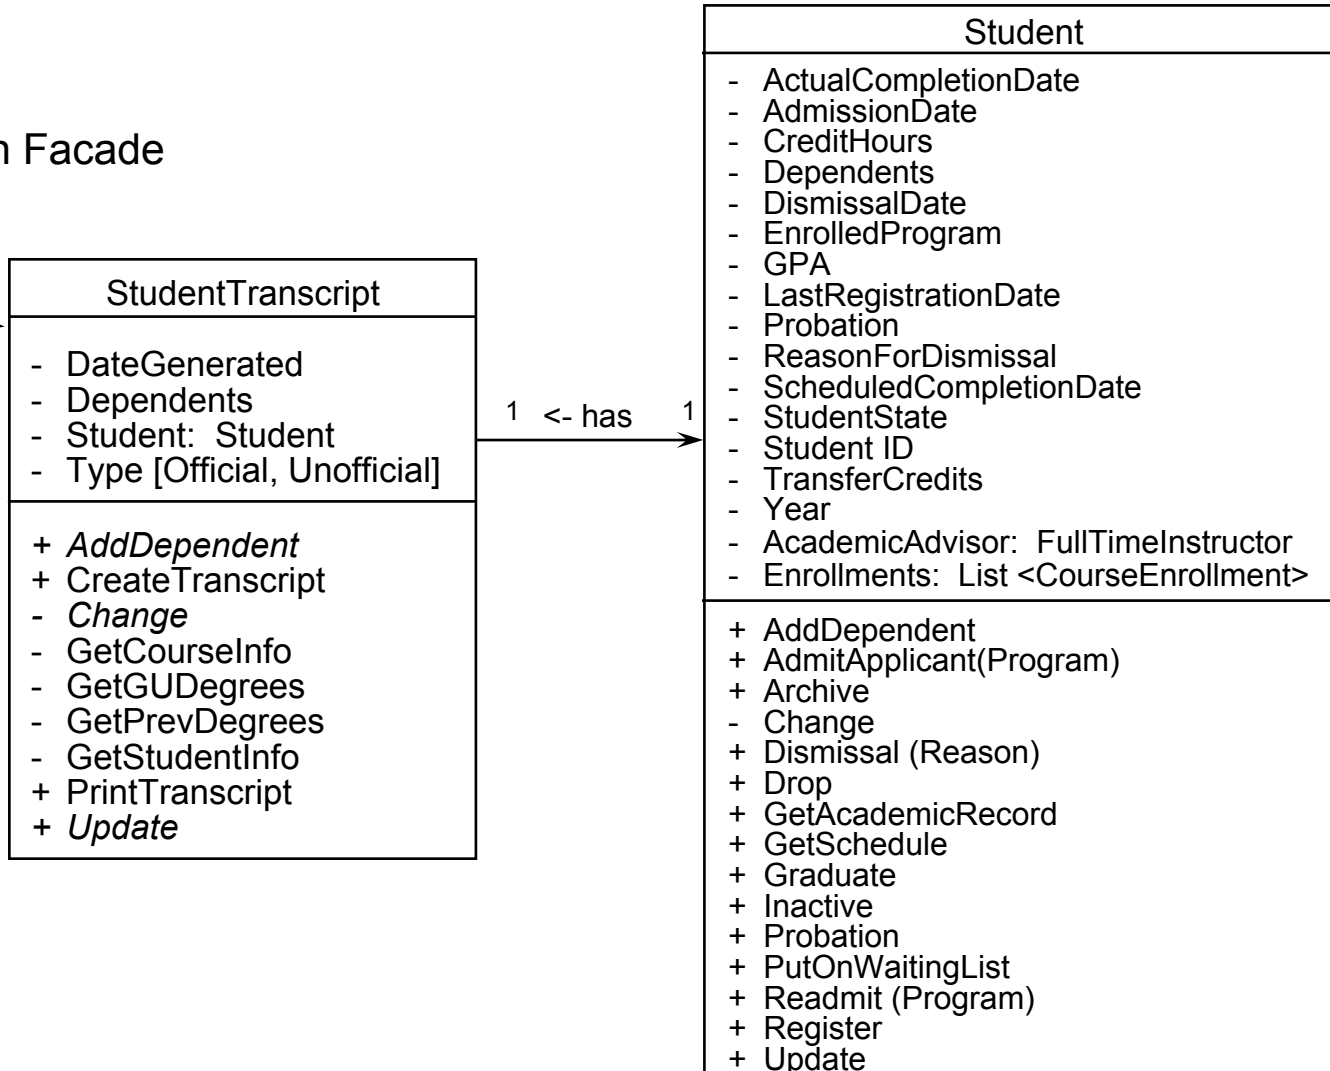 n Facade
StudentTranscript
- DateGenerated
- Dependents
- Student: Student
- Type [Official, Unofficial]
+ AddDependent
+ CreateTranscript
- Change
- GetCourseInfo
- GetGUDegrees
- GetPrevDegrees
- GetStudentInfo
+ PrintTranscript
+ Update
1 <- has 1
Student
- ActualCompletionDate
- AdmissionDate
- CreditHours
- Dependents
- DismissalDate
- EnrolledProgram
- GPA
- LastRegistrationDate
- Probation
- ReasonForDismissal
- ScheduledCompletionDate
- StudentState
- Student ID
- TransferCredits
- Year
- AcademicAdvisor: FullTimeInstructor
- Enrollments: List <CourseEnrollment>
+ AddDependent
+ AdmitApplicant(Program)
+ Archive
- Change
+ Dismissal (Reason)
+ Drop
+ GetAcademicRecord
+ GetSchedule
+ Graduate
+ Inactive
+ Probation
+ PutOnWaitingList
+ Readmit (Program)
+ Register
+ Update